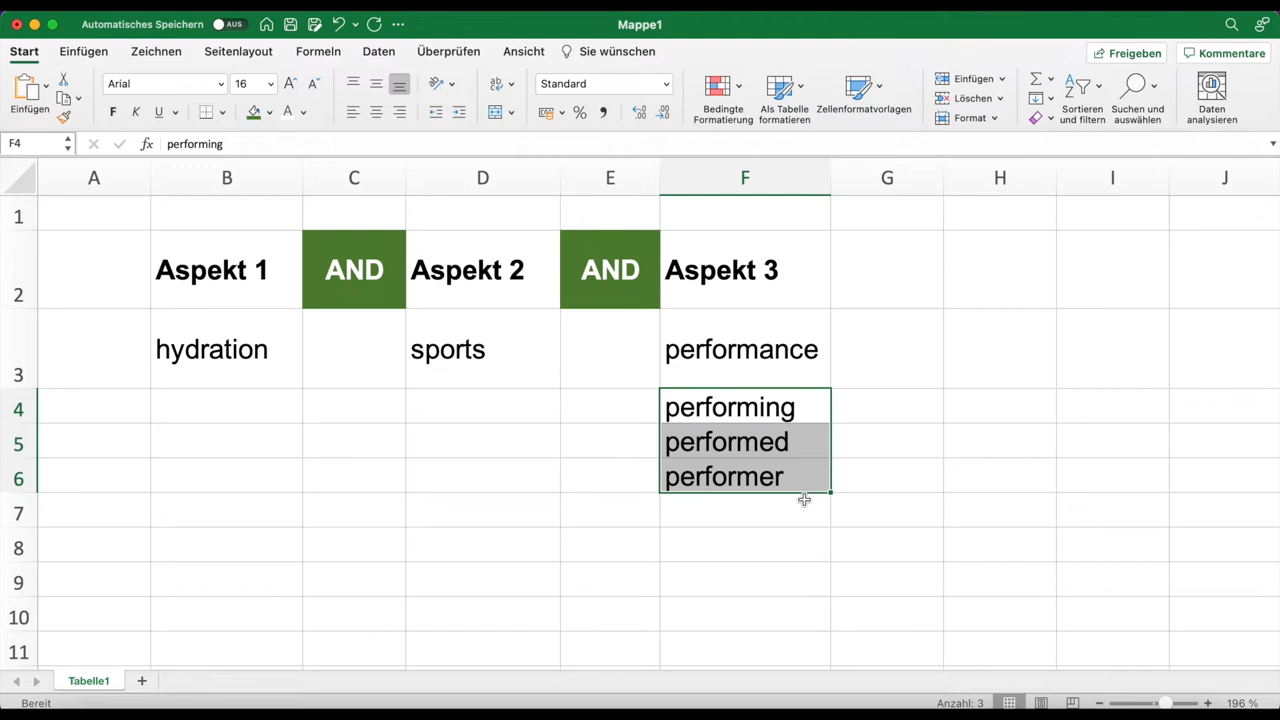 Automatisches Speichern AUS Mappe1
Start Einfügen Zeichnen Seitenlayout Formeln Daten Überprüfen Ansicht Sie wünschen Freigeben Kommentare
Einfügen Arial 16 Standard Bedingte Formatierung Als Tabelle formatieren Zellenformatvorlagen Einfügen Löschen Format Sortieren und filtern Suchen und auswählen Daten analysieren
F K U A % ab
F4 fx performing
A B C D E F G H I J
1
2 Aspekt 1 AND Aspekt 2 AND Aspekt 3
3 hydration sports performance
4 performing
5 performed
6 performer
7
8
9
10
11
Tabelle1
Bereit Anzahl: 3 196 %